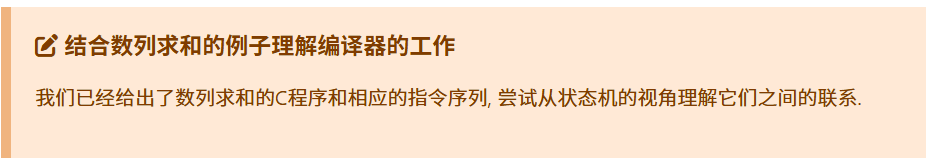 结合数列求和的例子理解编译器的工作
我们已经给出了数列求和的C程序和相应的指令序列, 尝试从状态机的视角理解它们之间的联系.